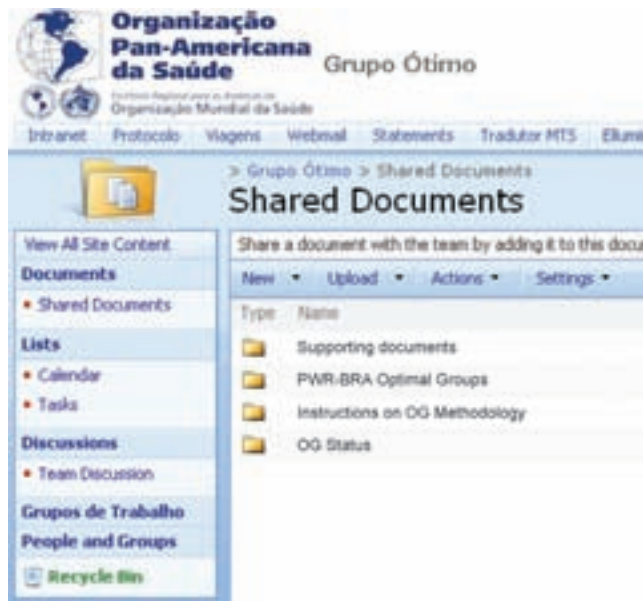 Organização
Pan-Americana
da Saúde
Grupo Ótimo
Organização Mundial da Saúde
Intranet Protocolo Viagens Webmail Statements Tradutor MTS
> Grupo Ótimo > Shared Documents
Shared Documents
View All Site Content
Documents
Shared Documents
Lists
Calendar
Tasks
Discussions
Team Discussion
Grupos de Trabalho
People and Groups
Recycle Bin
Share a document with the team by adding it to this docu
New Upload Actions Settings
Type Name
Supporting documents
PWR-BRA Optimal Groups
Instructions on OG Methodology
OG Status